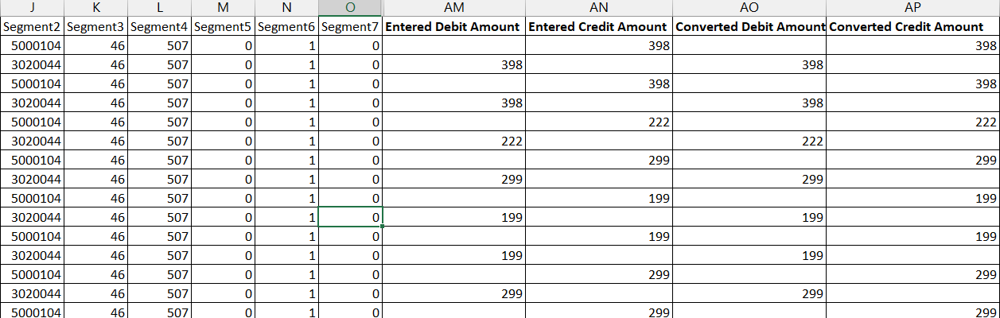 J K L M N O AM AN AO AP
Segment2 Segment3 Segment4 Segment5 Segment6 Segment7 Entered Debit Amount Entered Credit Amount Converted Debit Amount Converted Credit Amount
5000104 46 507 0 1 0 398 398
3020044 46 507 0 1 0 398 398
5000104 46 507 0 1 0 398 398
3020044 46 507 0 1 0 398 398
5000104 46 507 0 1 0 222 222
3020044 46 507 0 1 0 222 222
5000104 46 507 0 1 0 299 299
3020044 46 507 0 1 0 299 299
5000104 46 507 0 1 0 199 199
3020044 46 507 0 1 0 199 199
5000104 46 507 0 1 0 199 199
3020044 46 507 0 1 0 199 199
5000104 46 507 0 1 0 299 299
3020044 46 507 0 1 0 299 299
5000104 46 507 0 1 0 299 299